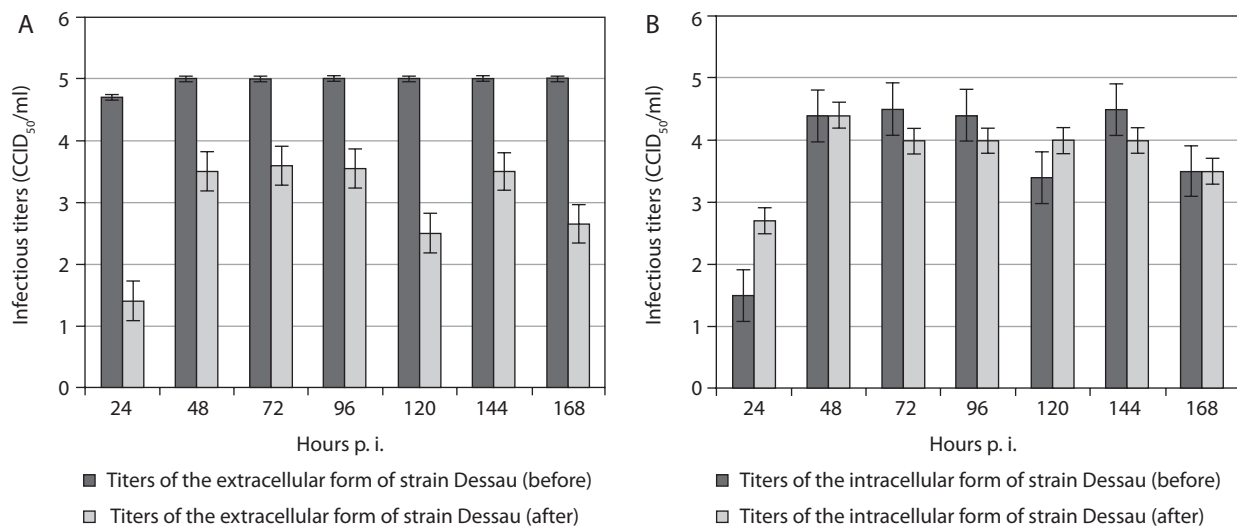 A
6
5
4
3
2
1
0
Infectious titers (CCID50/ml)
24 48 72 96 120 144 168
Hours p. i.
Titers of the extracellular form of strain Dessau (before)
Titers of the extracellular form of strain Dessau (after)
B
6
5
4
3
2
1
0
Infectious titers (CCID50/ml)
24 48 72 96 120 144 168
Hours p. i.
Titers of the intracellular form of strain Dessau (before)
Titers of the intracellular form of strain Dessau (after)